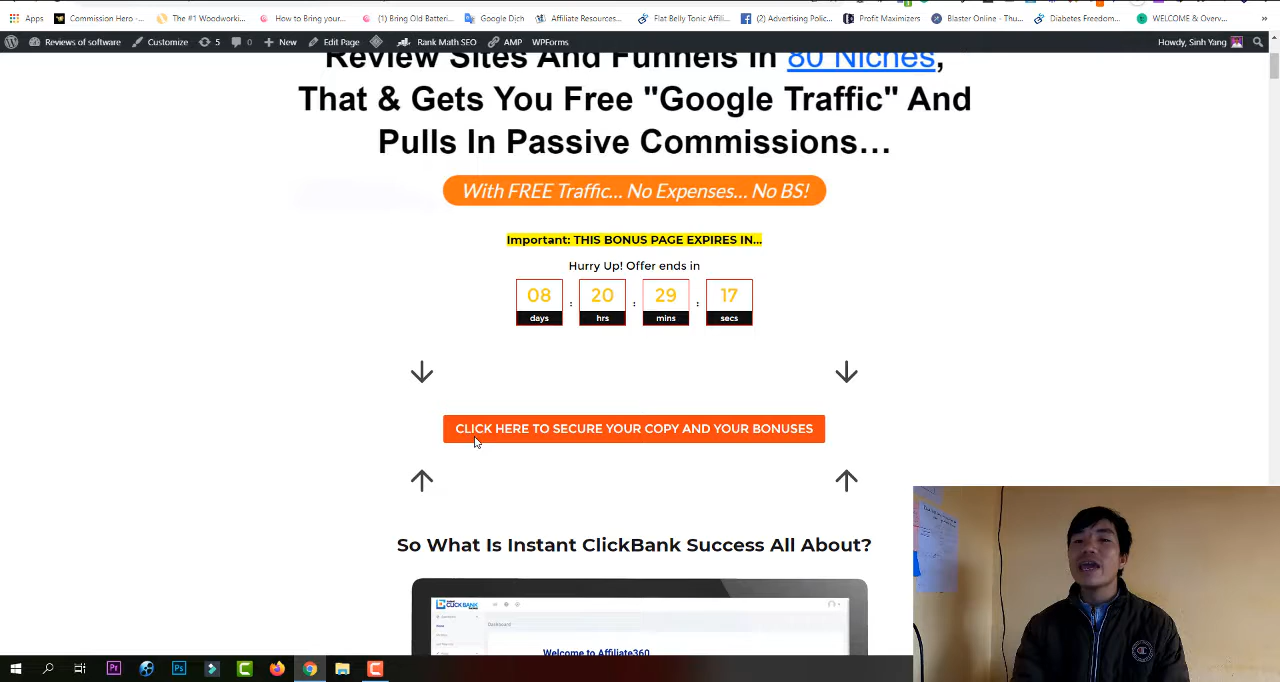 Apps
Commission Hero -...
The #1 Woodworki...
How to Bring your...
(1) Bring Old Batteri...
Google Dịch
Affiliate Resources...
Flat Belly Tonic Affil...
(2) Advertising Polic...
Profit Maximizers
Blaster Online - Thu...
Diabetes Freedom...
WELCOME & Overv...
Reviews of software
Customize
5
0
New
Edit Page
Rank Math SEO
AMP
WPForms
Howdy, Sinh Yang
Review Sites And Funnels In 80 Niches,
That & Gets You Free "Google Traffic" And
Pulls In Passive Commissions...
With FREE Traffic... No Expenses... No BS!
Important: THIS BONUS PAGE EXPIRES IN...
Hurry Up! Offer ends in
08 : 20 : 29 : 17
days hrs mins secs
CLICK HERE TO SECURE YOUR COPY AND YOUR BONUSES
So What Is Instant ClickBank Success All About?
CLICKBANK
Dashboard
Welcome to Affiliate360